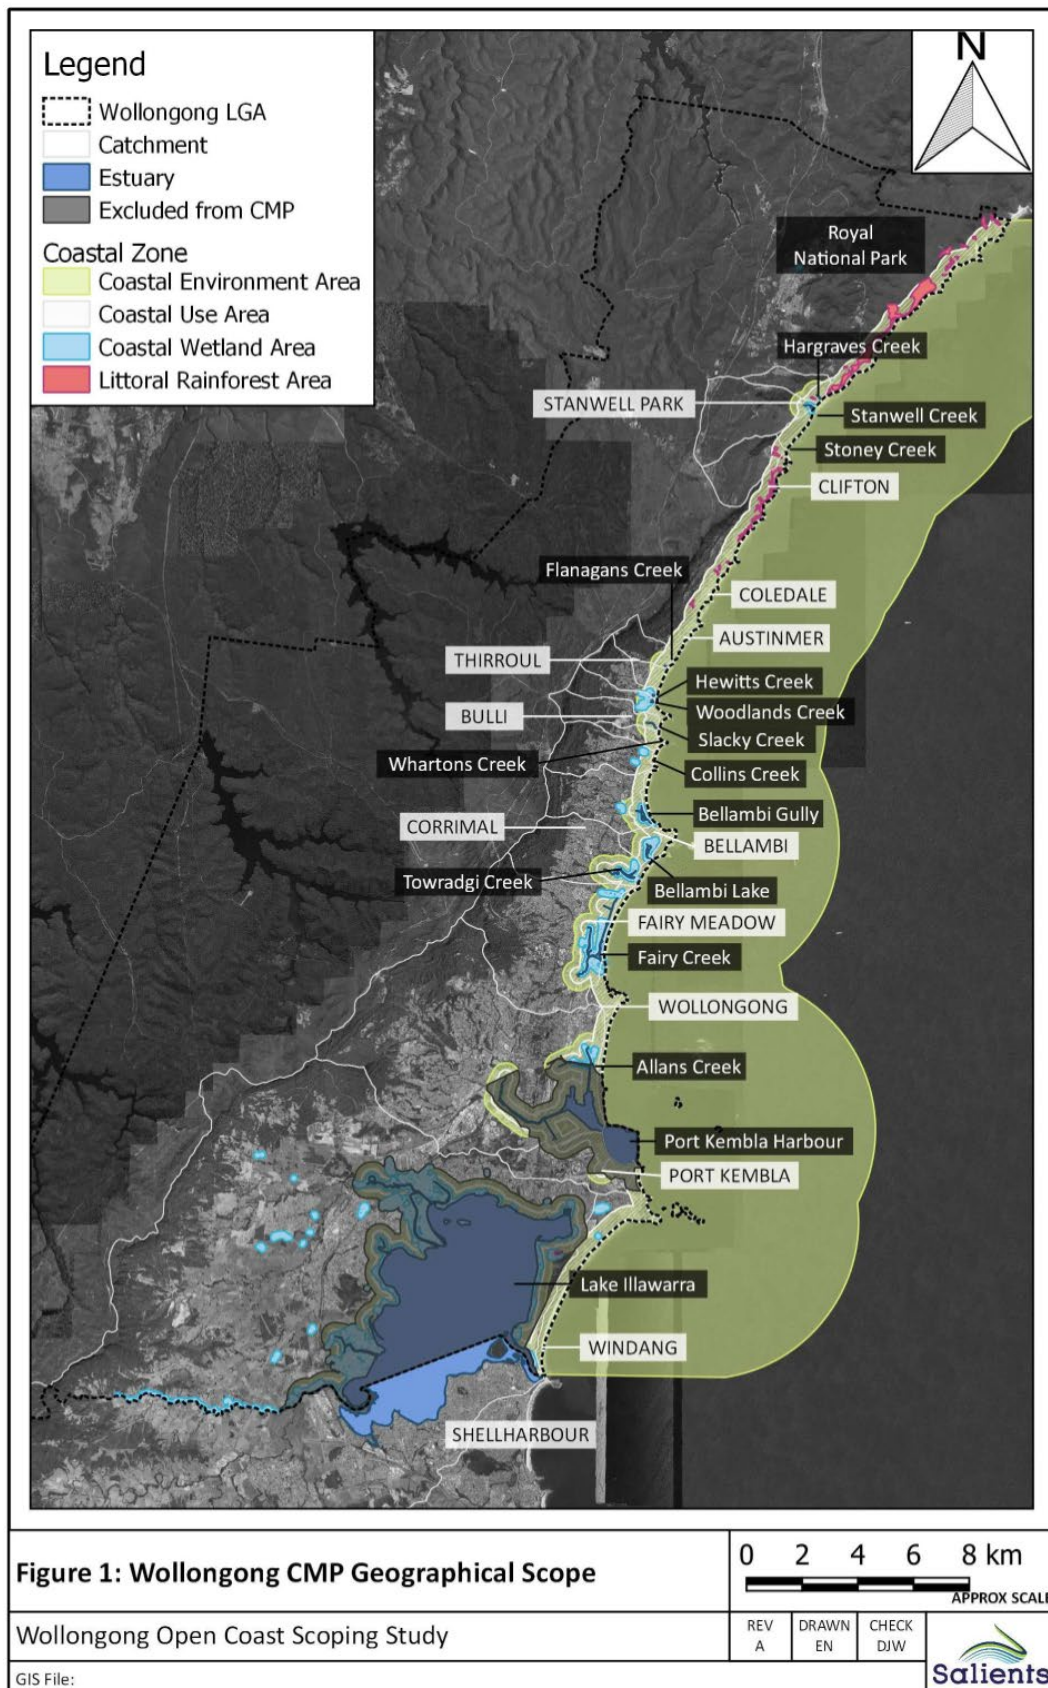 Legend
Wollongong LGA
Catchment
Estuary
Excluded from CMP
Coastal Zone
Coastal Environment Area
Coastal Use Area
Coastal Wetland Area
Littoral Rainforest Area
N
Royal
National Park
Hargraves Creek
STANWELL PARK
Stanwell Creek
Stoney Creek
CLIFTON
Flanagans Creek
COLEDALE
AUSTINMER
THIRROUL
Hewitts Creek
Woodlands Creek
BULLI
Slacky Creek
Whartons Creek
Collins Creek
Bellambi Gully
CORRIMAL
BELLAMBI
Towradgi Creek
Bellambi Lake
FAIRY MEADOW
Fairy Creek
WOLLONGONG
Allans Creek
Port Kembla Harbour
PORT KEMBLA
Lake Illawarra
WINDANG
SHELLHARBOUR
Figure 1: Wollongong CMP Geographical Scope
0 2 4 6 8 km
APPROX SCALE
Wollongong Open Coast Scoping Study
REV
A
DRAWN
EN
CHECK
DJW
Salients
GIS File: